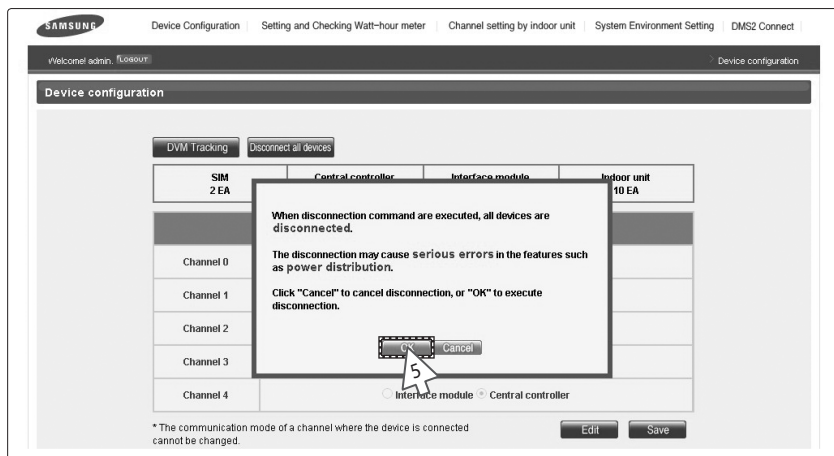 SAMSUNG
Device Configuration Setting and Checking Watt-hour meter Channel setting by indoor unit System Environment Setting DMS2 Connect
Welcome! admin. LOGOUT > Device configuration
Device configuration
DVM Tracking Disconnect all devices
SIM Central controller Interface module Indoor unit
2 EA 10 EA
When disconnection command are executed, all devices are
disconnected.
The disconnection may cause serious errors in the features such
as power distribution.
Click "Cancel" to cancel disconnection, or "OK" to execute
disconnection.
OK Cancel
5
Channel 0
Channel 1
Channel 2
Channel 3
Channel 4 Interface module Central controller
* The communication mode of a channel where the device is connected
cannot be changed.
Edit Save